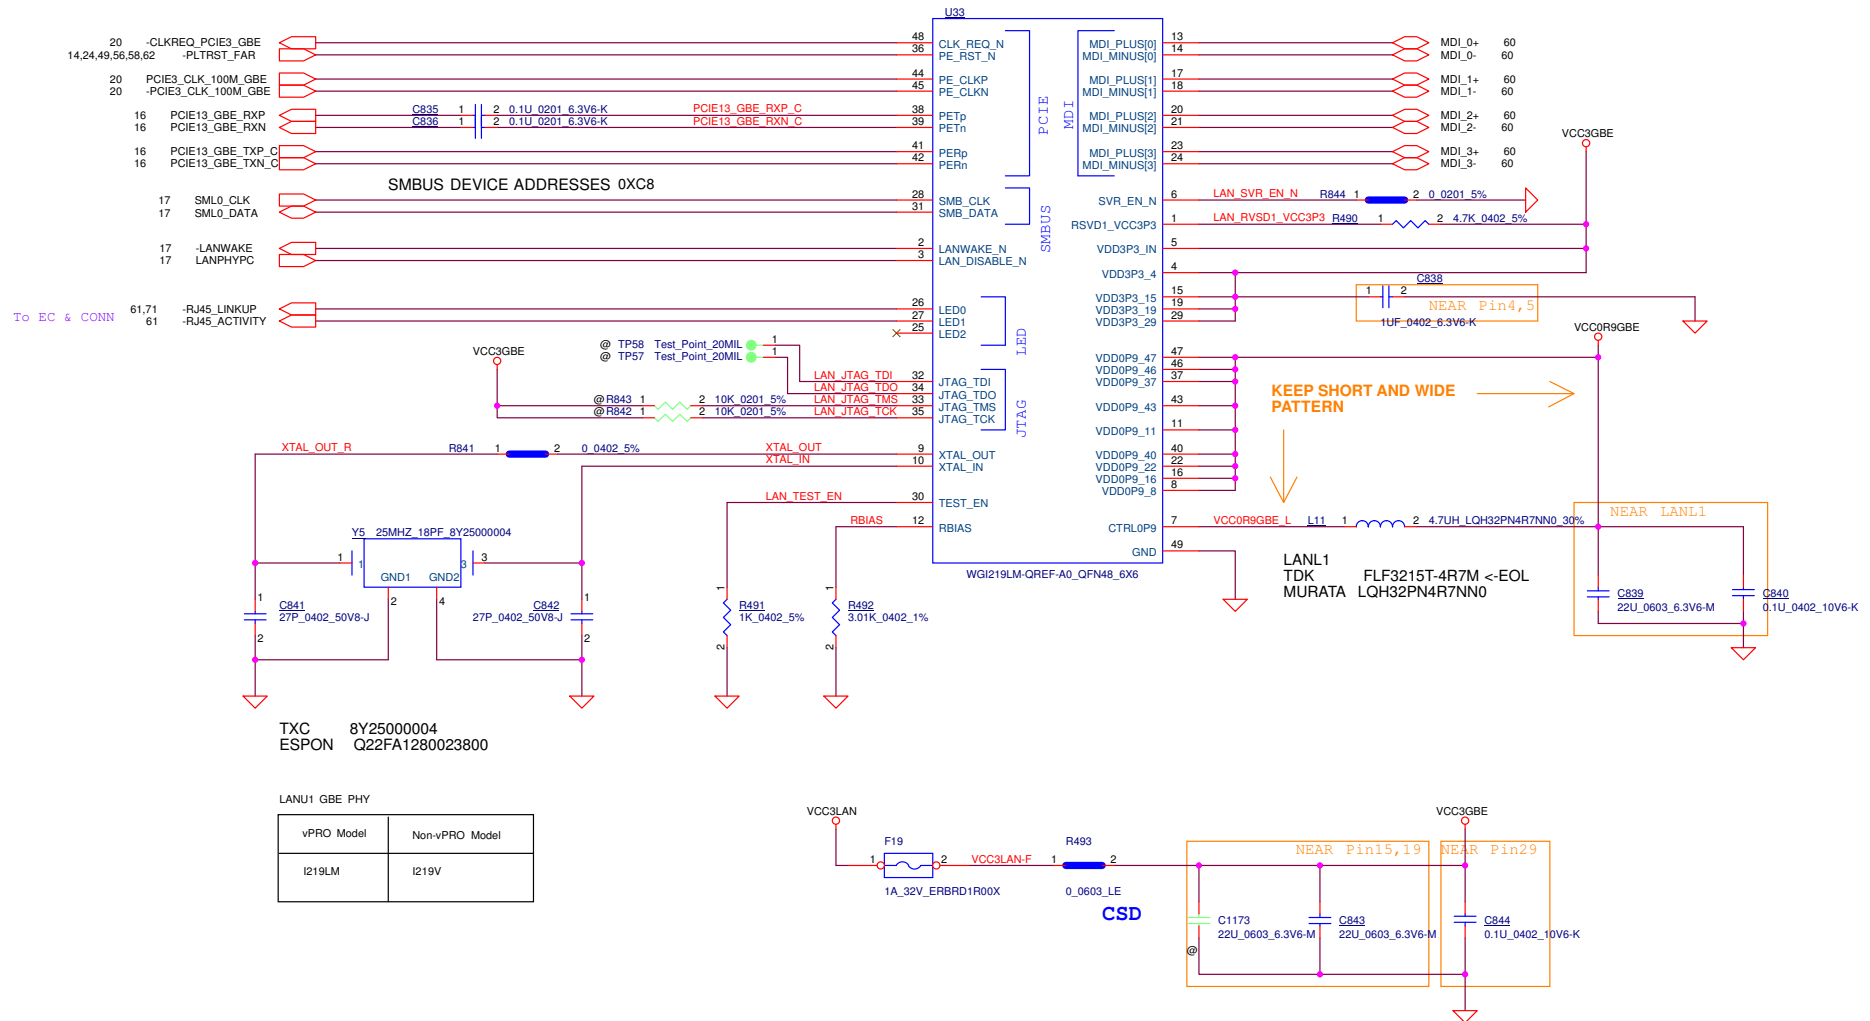 U33
20 -CLKREQ_PCIE3_GBE 48 CLK_REQ_N
14,24,49,56,58,62 -PLTRST_FAR 36 PE_RST_N
20 PCIE3_CLK_100M_GBE 44 PE_CLKP
20 -PCIE3_CLK_100M_GBE 45 PE_CLKN
16 PCIE13_GBE_RXP C835 1 2 0.1U_0201_6.3V6-K PCIE13_GBE_RXP_C 38 PETp
16 PCIE13_GBE_RXN C836 1 2 0.1U_0201_6.3V6-K PCIE13_GBE_RXN_C 39 PETn
16 PCIE13_GBE_TXP_C 41 PERp
16 PCIE13_GBE_TXN_C 42 PERn
PCIE
SMBUS DEVICE ADDRESSES 0XC8
17 SML0_CLK 28 SMB_CLK
17 SML0_DATA 31 SMB_DATA
SMBUS
17 -LANWAKE 2 LANWAKE_N
17 LANPHYPC 3 LAN_DISABLE_N
To EC & CONN
61,71 -RJ45_LINKUP 26 LED0
61 -RJ45_ACTIVITY 27 LED1
25 LED2
LED
VCC3GBE
@ TP58 Test_Point_20MIL 1
@ TP57 Test_Point_20MIL 1
LAN_JTAG_TDI 32 JTAG_TDI
LAN_JTAG_TDO 34 JTAG_TDO
@ R843 1 2 10K_0201_5% LAN_JTAG_TMS 33 JTAG_TMS
@ R842 1 2 10K_0201_5% LAN_JTAG_TCK 35 JTAG_TCK
JTAG
XTAL_OUT_R R841 1 2 0_0402_5% XTAL_OUT 9 XTAL_OUT
XTAL_IN 10 XTAL_IN
LAN_TEST_EN 30 TEST_EN
RBIAS 12 RBIAS
Y5 25MHZ_18PF_8Y25000004
1 1 3 3
GND1 GND2
2 4
1 C841 27P_0402_50V8-J 2
1 C842 27P_0402_50V8-J 2
1 R491 1K_0402_5% 2
1 R492 3.01K_0402_1% 2
TXC 8Y25000004
ESPON Q22FA1280023800
MDI
MDI_PLUS[0] 13 MDI_0+ 60
MDI_MINUS[0] 14 MDI_0- 60
MDI_PLUS[1] 17 MDI_1+ 60
MDI_MINUS[1] 18 MDI_1- 60
MDI_PLUS[2] 20 MDI_2+ 60
MDI_MINUS[2] 21 MDI_2- 60
MDI_PLUS[3] 23 MDI_3+ 60
MDI_MINUS[3] 24 MDI_3- 60
VCC3GBE
SVR_EN_N 6 LAN_SVR_EN_N R844 1 2 0_0201_5%
RSVD1_VCC3P3 1 LAN_RVSD1_VCC3P3 R490 1 2 4.7K_0402_5%
VDD3P3_IN 5
VDD3P3_4 4
VDD3P3_15 15
VDD3P3_19 19
VDD3P3_29 29
C838 1 2 NEAR Pin4,5
1UF_0402_6.3V6-K
VCC0R9GBE
VDD0P9_47 47
VDD0P9_46 46
VDD0P9_37 37
VDD0P9_43 43
VDD0P9_11 11
VDD0P9_40 40
VDD0P9_22 22
VDD0P9_16 16
VDD0P9_8 8
KEEP SHORT AND WIDE
PATTERN
CTRL0P9 7 VCC0R9GBE_L L11 1 2 4.7UH_LQH32PN4R7NN0_30%
GND 49
WGI219LM-QREF-A0_QFN48_6X6
NEAR LANL1
LANL1
TDK FLF3215T-4R7M <-EOL
MURATA LQH32PN4R7NN0
C839
22U_0603_6.3V6-M
C840
0.1U_0402_10V6-K
LANU1 GBE PHY
vPRO Model Non-vPRO Model
I219LM I219V
VCC3LAN
F19
1 2
1A_32V_ERBRD1R00X
VCC3LAN-F
R493
1 2
0_0603_LE
CSD
VCC3GBE
NEAR Pin15,19
NEAR Pin29
C1173
22U_0603_6.3V6-M
@
C843
22U_0603_6.3V6-M
C844
0.1U_0402_10V6-K